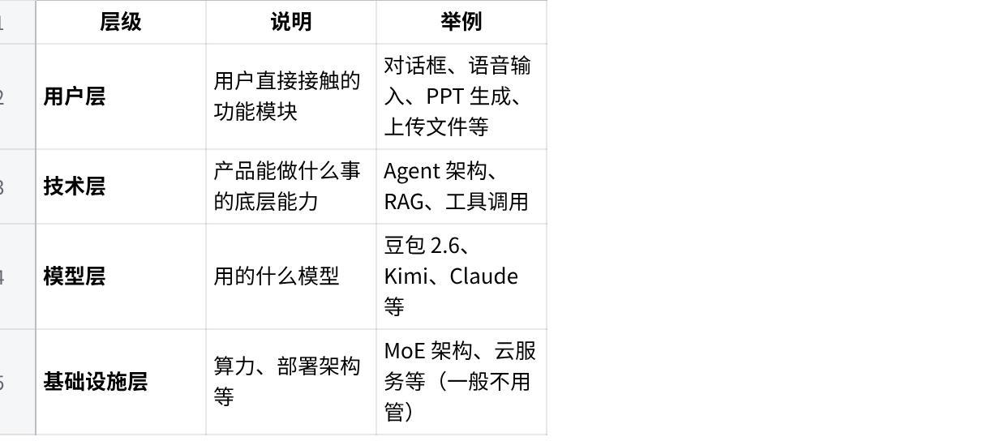 1
层级
说明
举例
2
用户层
用户直接接触的
功能模块
对话框、语音输
入、PPT 生成、
上传文件等
3
技术层
产品能做什么事
的底层能力
Agent 架构、
RAG、工具调用
4
模型层
用的什么模型
豆包 2.6、
Kimi、Claude
等
5
基础设施层
算力、部署架构
等
MoE 架构、云服
务等（一般不用
管）